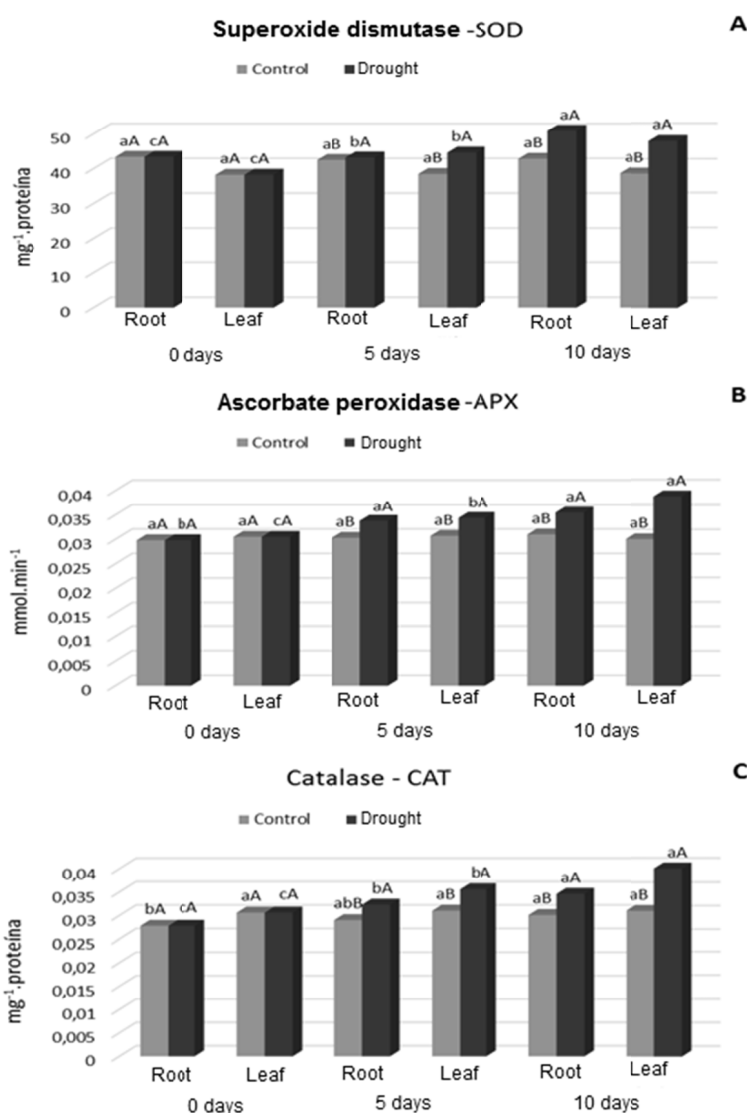 Superoxide dismutase -SOD
A
Control Drought
mg⁻¹.proteína
50
40
30
20
10
0
aA cA aA cA aB bA aB bA aB aA aB aA
Root Leaf Root Leaf Root Leaf
0 days 5 days 10 days
Ascorbate peroxidase -APX
B
Control Drought
mmol.min⁻¹
0,04
0,035
0,03
0,025
0,02
0,015
0,01
0,005
0
aA bA aA cA aB aA aB bA aB aA aB aA
Root Leaf Root Leaf Root Leaf
0 days 5 days 10 days
Catalase - CAT
C
Control Drought
mg⁻¹.proteína
0,04
0,035
0,03
0,025
0,02
0,015
0,01
0,005
0
bA cA aA cA abB bA aB bA aB aA aB aA
Root Leaf Root Leaf Root Leaf
0 days 5 days 10 days